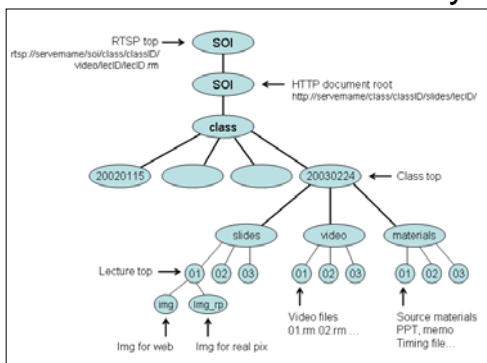 RTSP top
rtsp://servername/soi/class/classID/
video/lecID/lecID.rm
SOI
SOI
HTTP document root
http://servername/class/classID/slides/lecID/
class
20020115
20030224
Class top
slides
video
materials
Lecture top
01
02
03
01
02
03
01
02
03
img
Img_rp
Img for web
Img for real pix
Video files
01.rm 02.rm ...
Source materials
PPT, memo
Timing file...